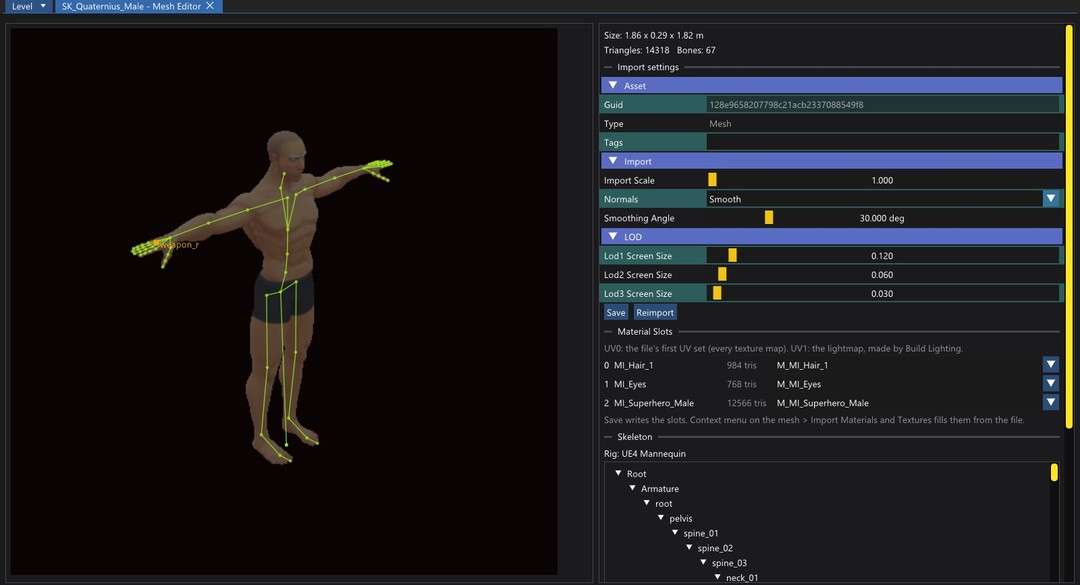 Level
SK_Quaternius_Male - Mesh Editor
Size: 1.86 x 0.29 x 1.82 m
Triangles: 14318 Bones: 67
Import settings
Asset
Guid 128e9658207798c21acb2337088549f8
Type Mesh
Tags
Import
Import Scale 1.000
Normals Smooth
Smoothing Angle 30.000 deg
LOD
Lod1 Screen Size 0.120
Lod2 Screen Size 0.060
Lod3 Screen Size 0.030
Save Reimport
Material Slots
UV0: the file's first UV set (every texture map). UV1: the lightmap, made by Build Lighting.
0 MI_Hair_1 984 tris M_MI_Hair_1
1 MI_Eyes 768 tris M_MI_Eyes
2 MI_Superhero_Male 12566 tris M_MI_Superhero_Male
Save writes the slots. Context menu on the mesh > Import Materials and Textures fills them from the file.
Skeleton
Rig: UE4 Mannequin
Root
Armature
root
pelvis
spine_01
spine_02
spine_03
neck_01
weapon_r